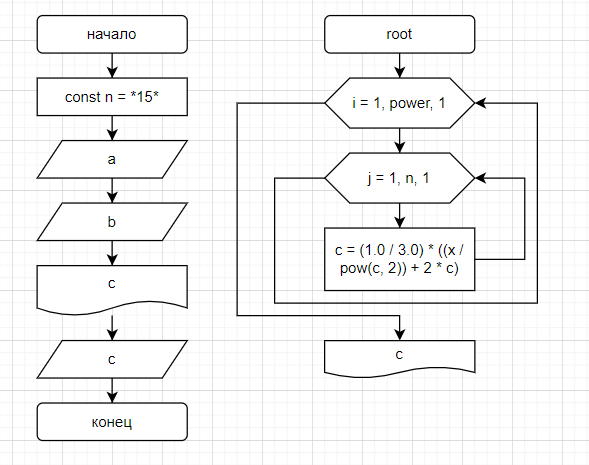 начало
const n = *15*
a
b
c
c
конец
root
i = 1, power, 1
j = 1, n, 1
c = (1.0 / 3.0) * ((x /
pow(c, 2)) + 2 * c)
c